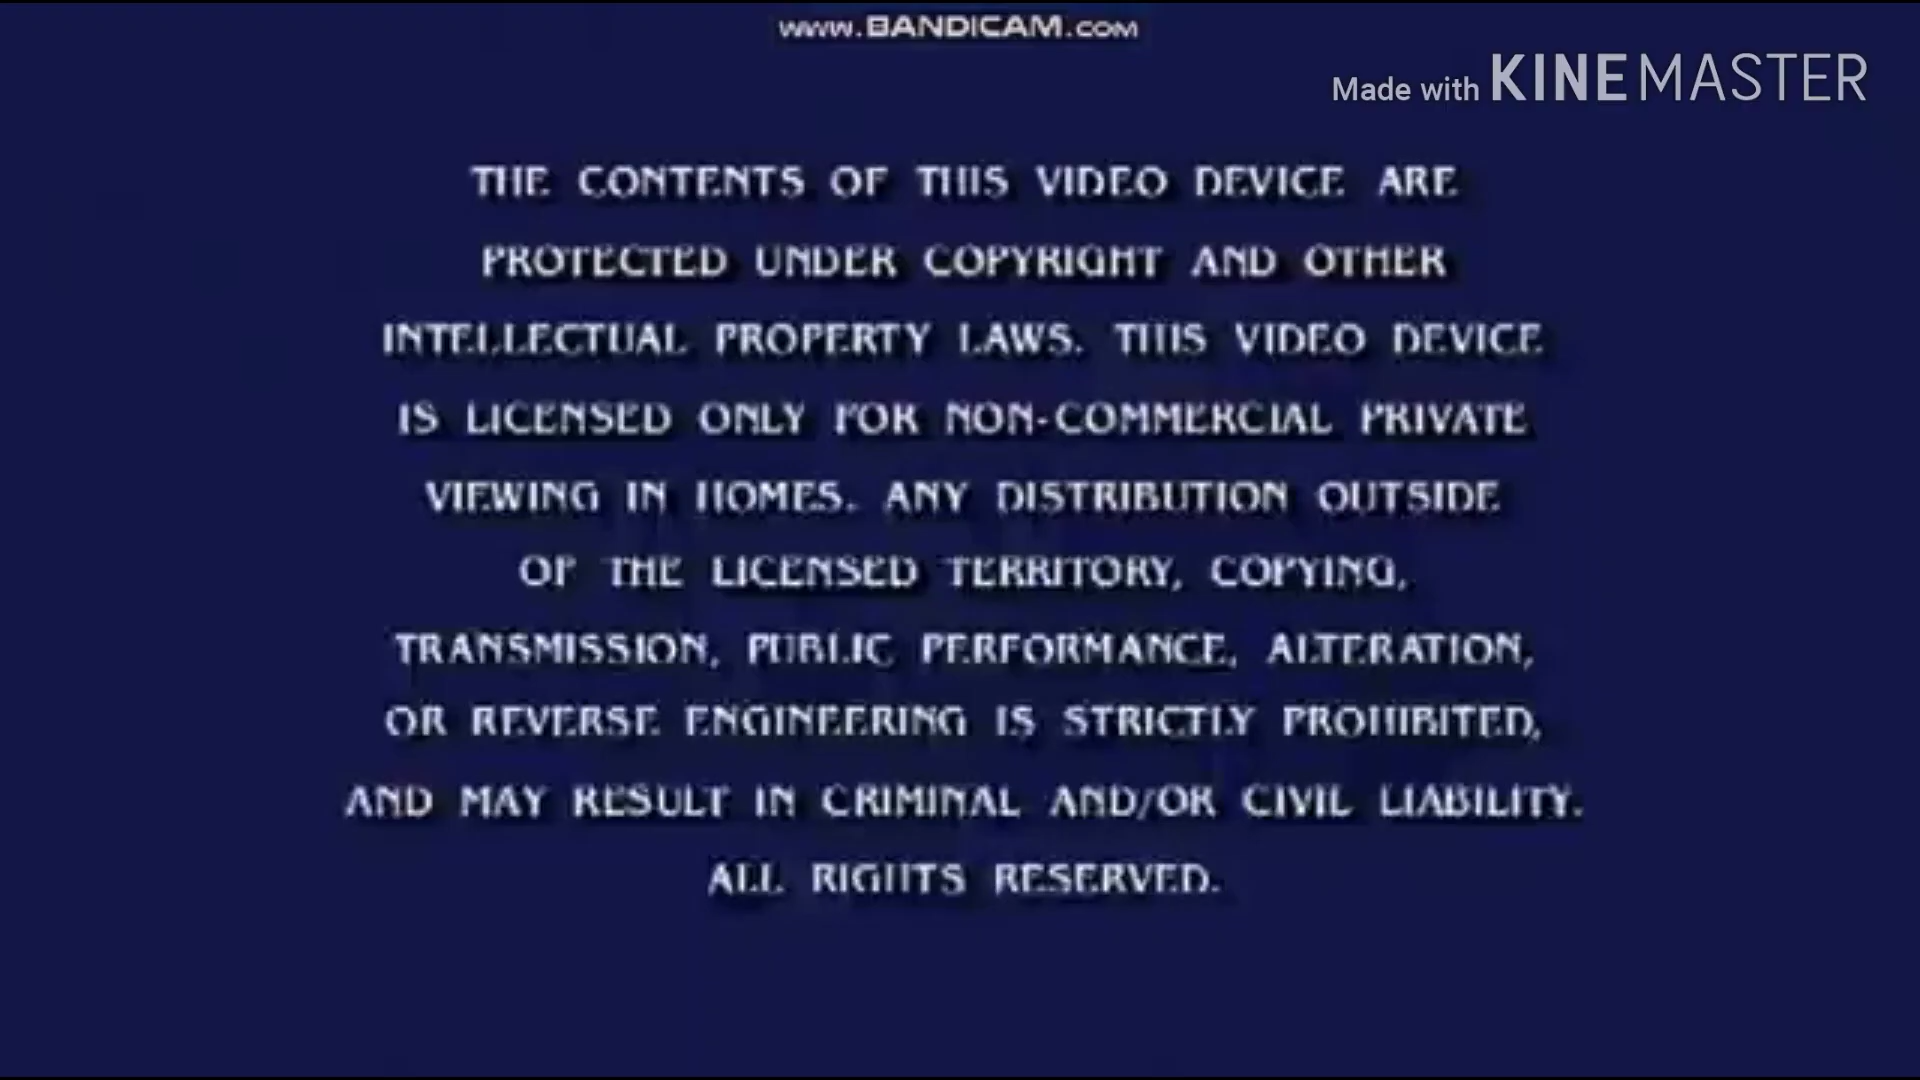 www.BANDICAM.com
Made with KINEMASTER
THE CONTENTS OF THIS VIDEO DEVICE ARE
PROTECTED UNDER COPYRIGHT AND OTHER
INTELLECTUAL PROPERTY LAWS. THIS VIDEO DEVICE
IS LICENSED ONLY FOR NON-COMMERCIAL PRIVATE
VIEWING IN HOMES. ANY DISTRIBUTION OUTSIDE
OF THE LICENSED TERRITORY, COPYING,
TRANSMISSION, PUBLIC PERFORMANCE, ALTERATION,
OR REVERSE ENGINEERING IS STRICTLY PROHIBITED,
AND MAY RESULT IN CRIMINAL AND/OR CIVIL LIABILITY.
ALL RIGHTS RESERVED.